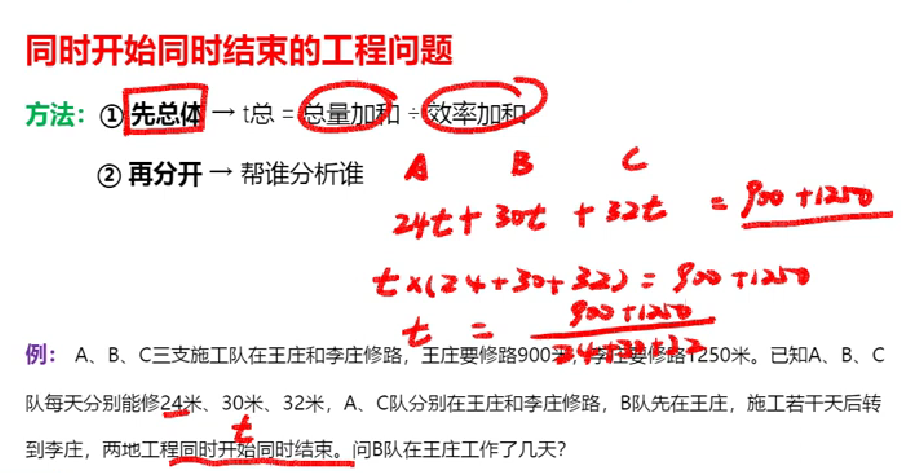 同时开始同时结束的工程问题
方法：① 先总体 → t总 = 总量加和 ÷ 效率加和
② 再分开 → 帮谁分析谁
A B C
24t + 30t + 32t = 900 + 1250
t×(24+30+32) = 900 + 1250
t = 900+1250
24+30+32
例： A、B、C三支施工队在王庄和李庄修路，王庄要修路900米，李庄要修路1250米。已知A、B、C
队每天分别能修24米、30米、32米，A、C队分别在王庄和李庄修路，B队先在王庄，施工若干天后转
t
到李庄，两地工程同时开始同时结束。问B队在王庄工作了几天？